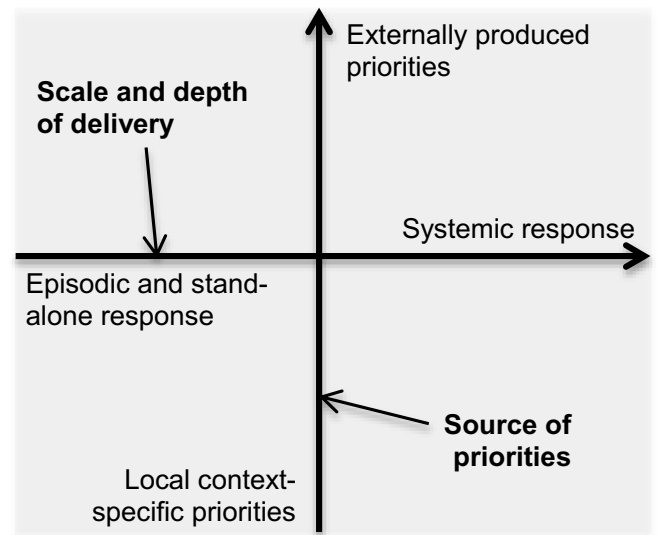 Externally produced
priorities
Scale and depth
of delivery
Systemic response
Episodic and stand-
alone response
Source of
priorities
Local context-
specific priorities